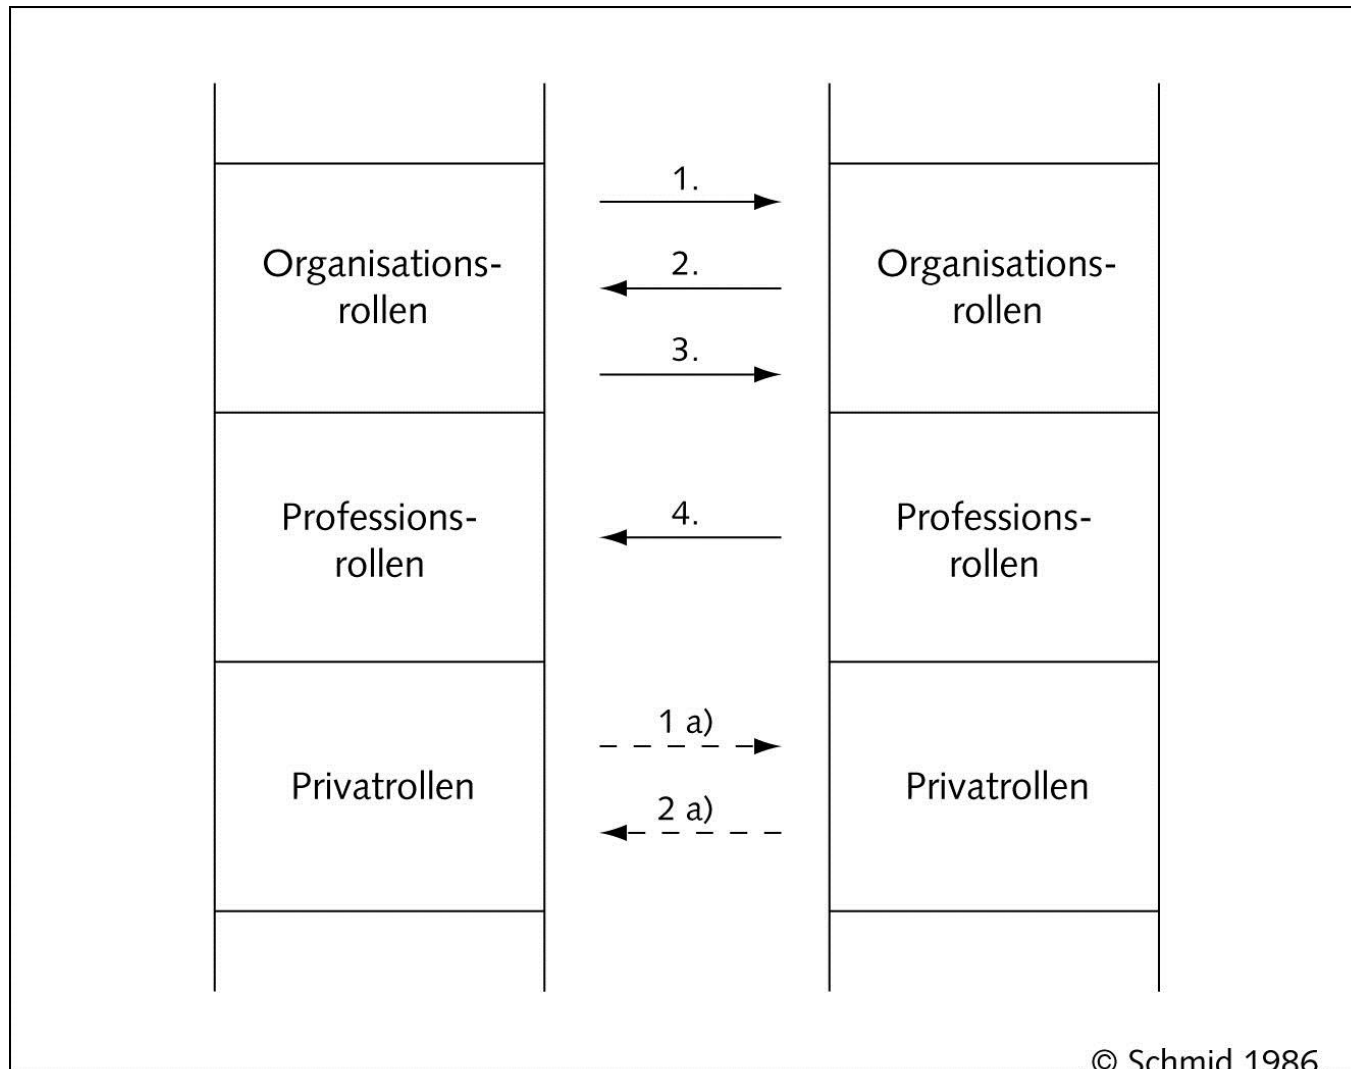 1.
Organisations-
rollen
2.
Organisations-
rollen
3.
Professions-
rollen
4.
Professions-
rollen
1 a)
Privatrollen
2 a)
Privatrollen
© Schmid 1986